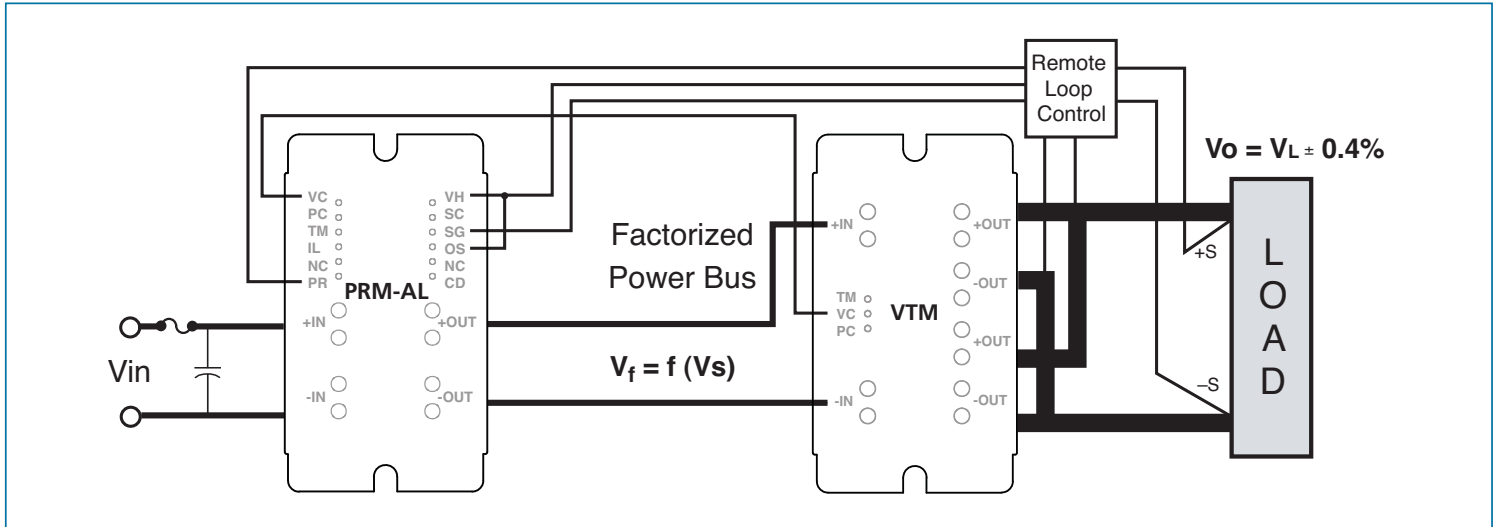 Remote
Loop
Control
Vo = VL ± 0.4%
VC
PC
TM
IL
NC
PR
VH
SC
SG
OS
NC
CD
PRM-AL
+IN
-IN
+OUT
-OUT
Vin
Factorized
Power Bus
Vf = f (Vs)
+IN
TM
VC
PC
-IN
VTM
+OUT
-OUT
+OUT
-OUT
+S
–S
L
O
A
D